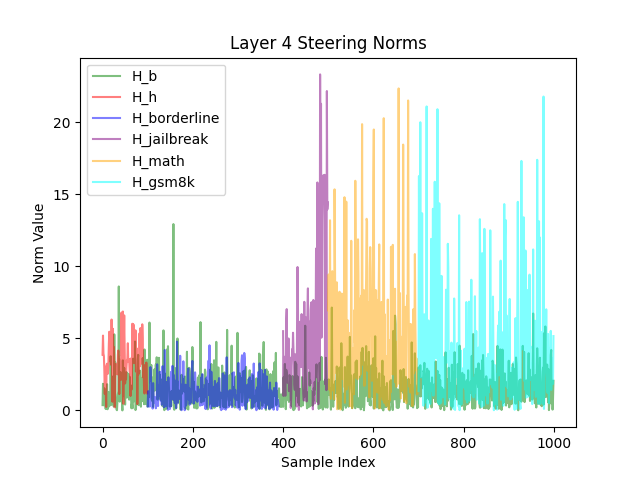 Layer 4 Steering Norms
H_b
H_h
H_borderline
H_jailbreak
H_math
H_gsm8k
Norm Value
20
15
10
5
0
0 200 400 600 800 1000
Sample Index